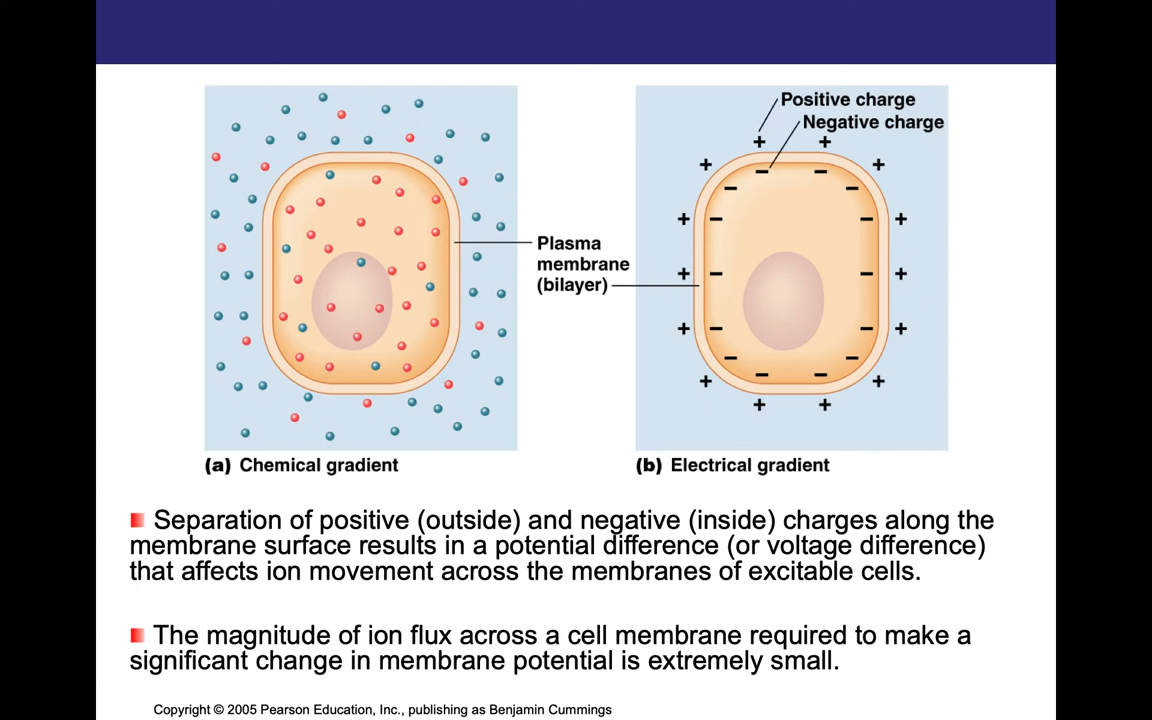 Positive charge
Negative charge
Plasma
membrane
(bilayer)
(a) Chemical gradient
(b) Electrical gradient
Separation of positive (outside) and negative (inside) charges along the
membrane surface results in a potential difference (or voltage difference)
that affects ion movement across the membranes of excitable cells.
The magnitude of ion flux across a cell membrane required to make a
significant change in membrane potential is extremely small.
Copyright © 2005 Pearson Education, Inc., publishing as Benjamin Cummings